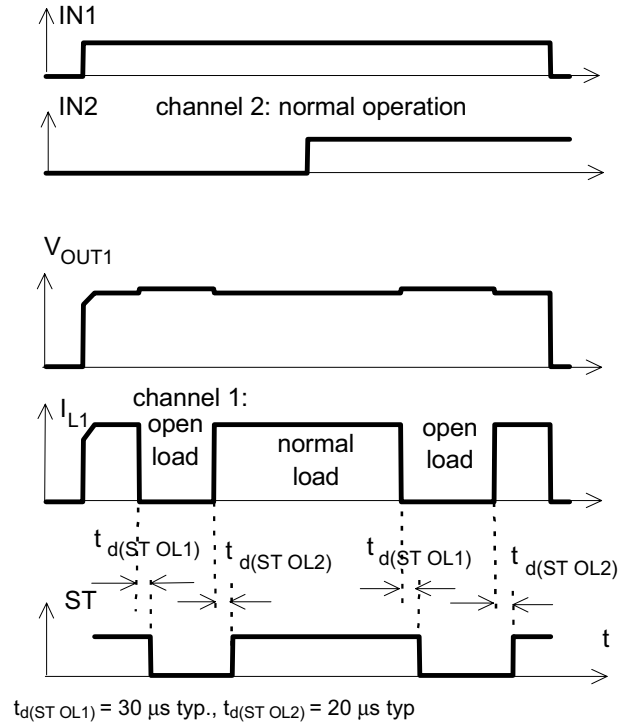 IN1
IN2
channel 2: normal operation
VOUT1
IL1
channel 1:
open
load
normal
load
open
load
td(ST OL1)
td(ST OL2)
td(ST OL1)
td(ST OL2)
ST
t
td(ST OL1) = 30 μs typ., td(ST OL2) = 20 μs typ